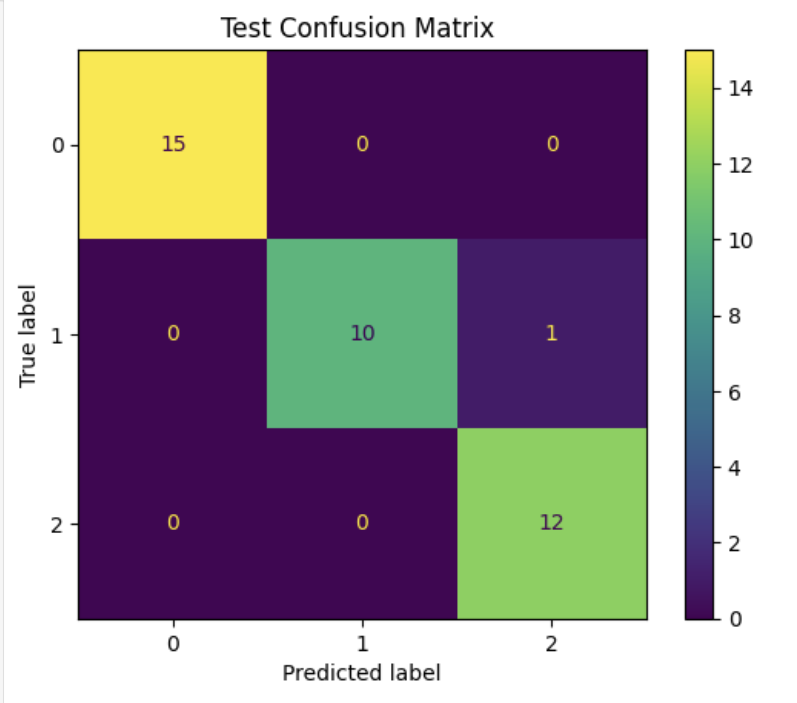 Test Confusion Matrix
True label
0 15 0 0
1 0 10 1
2 0 0 12
0 1 2
Predicted label
14
12
10
8
6
4
2
0